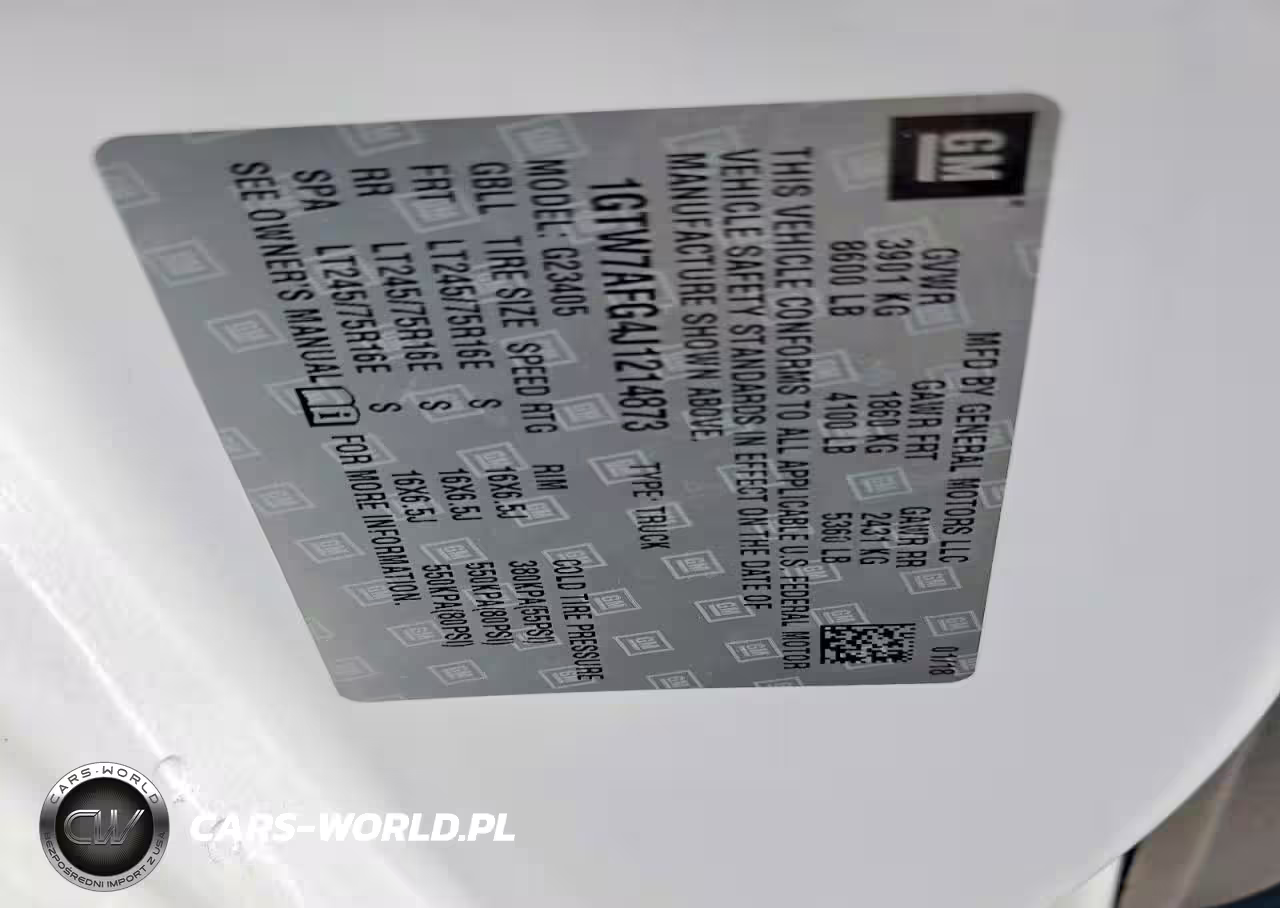 GM
MFD BY GENERAL MOTORS LLC 01/18
GVWR GAWR FRT GAWR RR
3901 KG 1860 KG 2431 KG
8600 LB 4100 LB 5360 LB
THIS VEHICLE CONFORMS TO ALL APPLICABLE U.S. FEDERAL MOTOR
VEHICLE SAFETY STANDARDS IN EFFECT ON THE DATE OF
MANUFACTURE SHOWN ABOVE.
1GTW7AFG4J1214873 TYPE: TRUCK
MODEL: G23405
GBLL TIRE SIZE SPEED RTG RIM COLD TIRE PRESSURE
FRT LT245/75R16E S 16X6.5J 380KPA(55PSI)
RR LT245/75R16E S 16X6.5J 550KPA(80PSI)
SPA LT245/75R16E S 16X6.5J 550KPA(80PSI)
SEE OWNER'S MANUAL FOR MORE INFORMATION.
CARS-WORLD
CW
BEZPOŚREDNI IMPORT Z USA
CARS-WORLD.PL